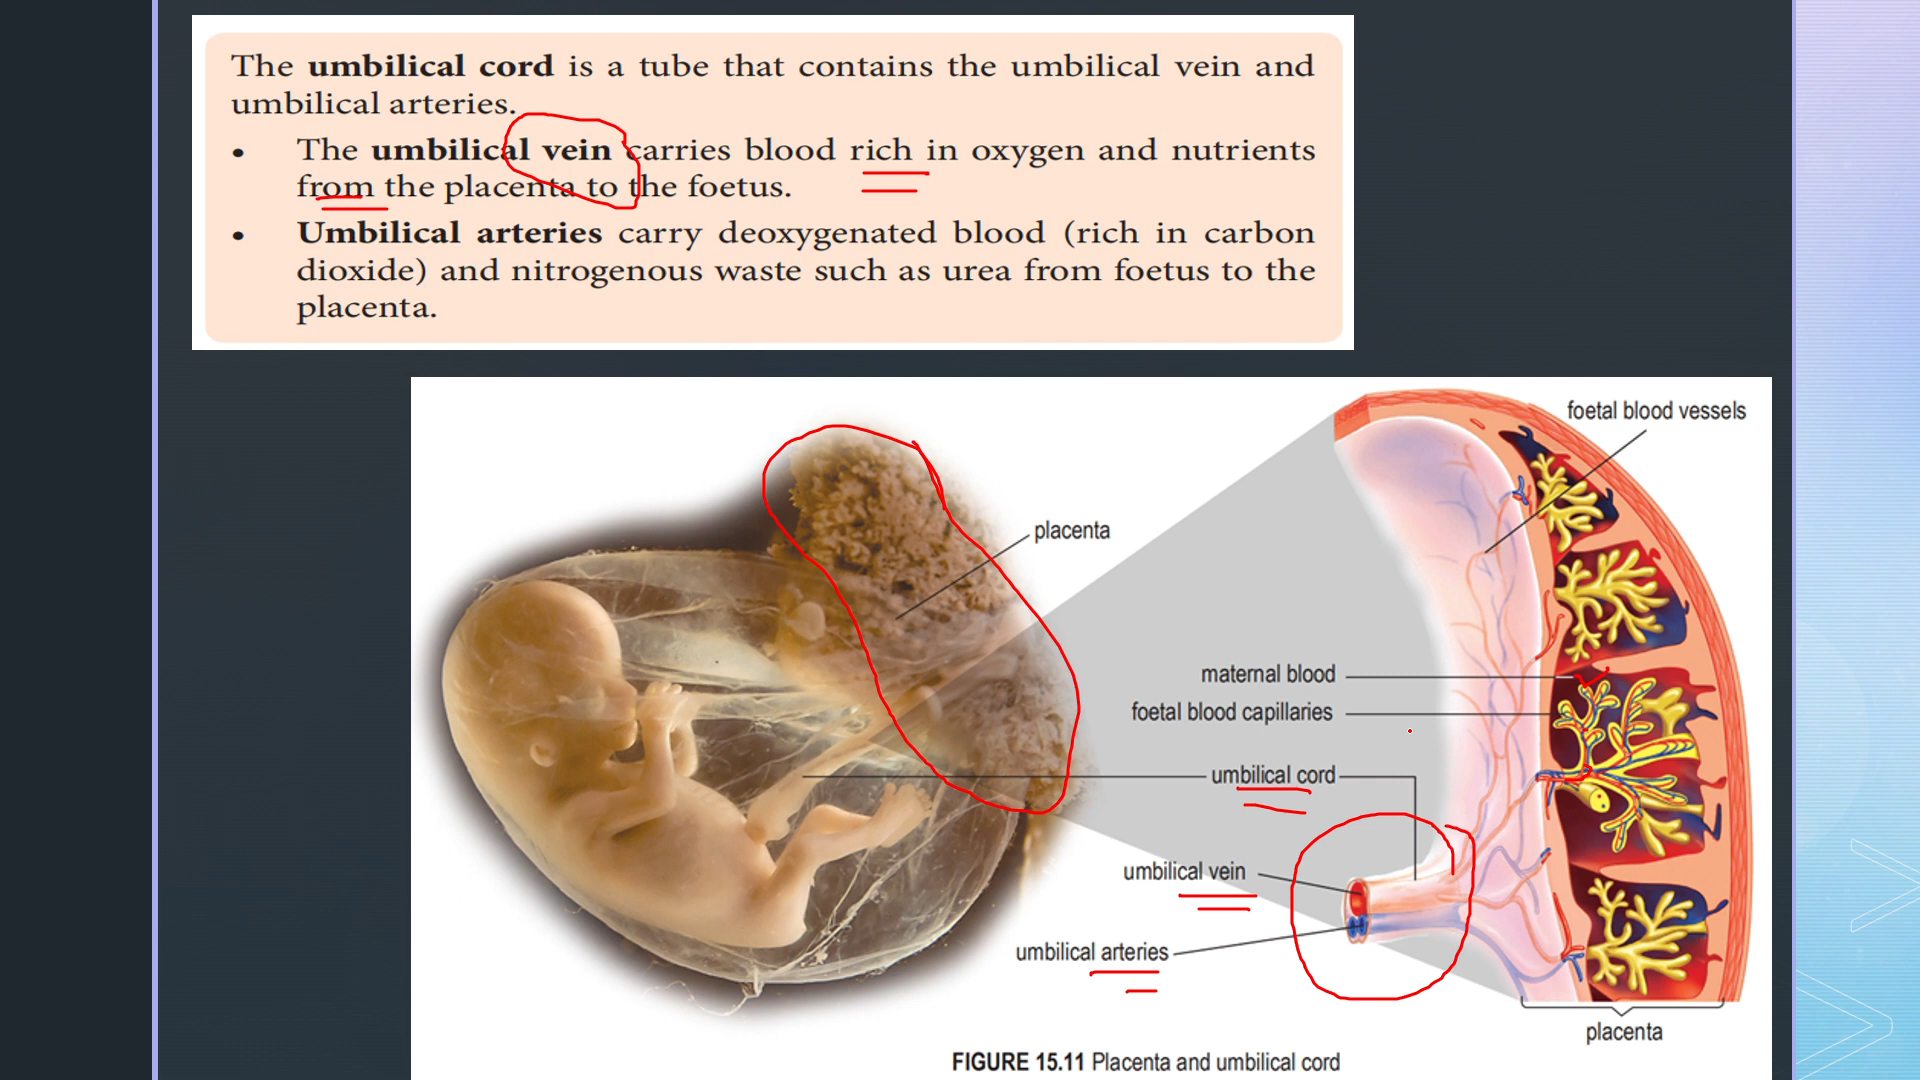 The umbilical cord is a tube that contains the umbilical vein and
umbilical arteries.
• The umbilical vein carries blood rich in oxygen and nutrients
from the placenta to the foetus.
• Umbilical arteries carry deoxygenated blood (rich in carbon
dioxide) and nitrogenous waste such as urea from foetus to the
placenta.
foetal blood vessels
placenta
maternal blood
foetal blood capillaries
umbilical cord
umbilical vein
umbilical arteries
placenta
FIGURE 15.11 Placenta and umbilical cord